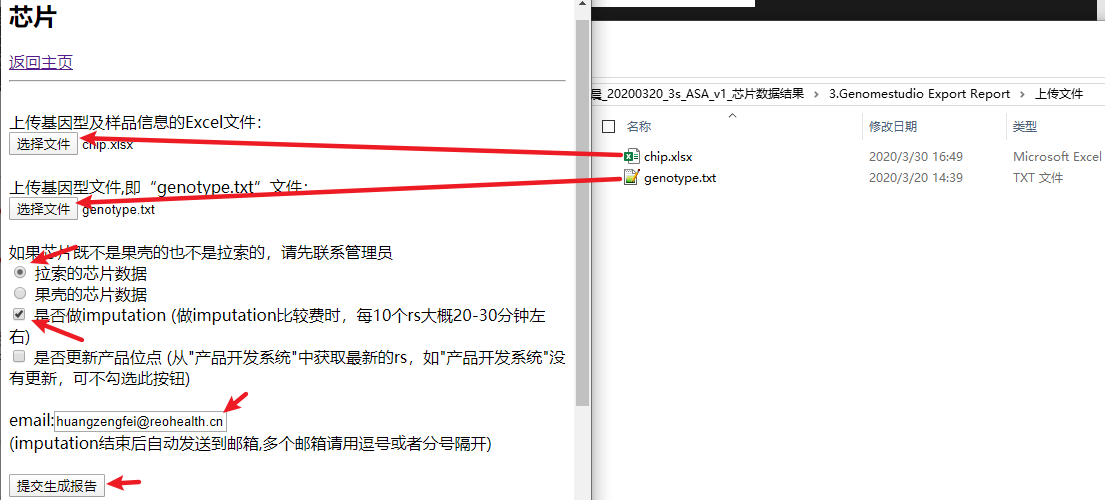 芯片
返回主页
上传基因型及样品信息的Excel文件：
选择文件 chip.xlsx
上传基因型文件,即“genotype.txt”文件：
选择文件 genotype.txt
如果芯片既不是果壳的也不是拉索的，请先联系管理员
拉索的芯片数据
果壳的芯片数据
是否做imputation (做imputation比较费时，每10个rs大概20-30分钟左
右)
是否更新产品位点 (从"产品开发系统"中获取最新的rs，如"产品开发系统"没
有更新，可不勾选此按钮)
email:huangzengfei@reohealth.cn
(imputation结束后自动发送到邮箱,多个邮箱请用逗号或者分号隔开)
提交生成报告
_20200320_3s_ASA_v1_芯片数据结果 › 3.Genomestudio Export Report › 上传文件
名称 修改日期 类型
chip.xlsx 2020/3/30 16:49 Microsoft Excel
genotype.txt 2020/3/20 14:39 TXT 文件